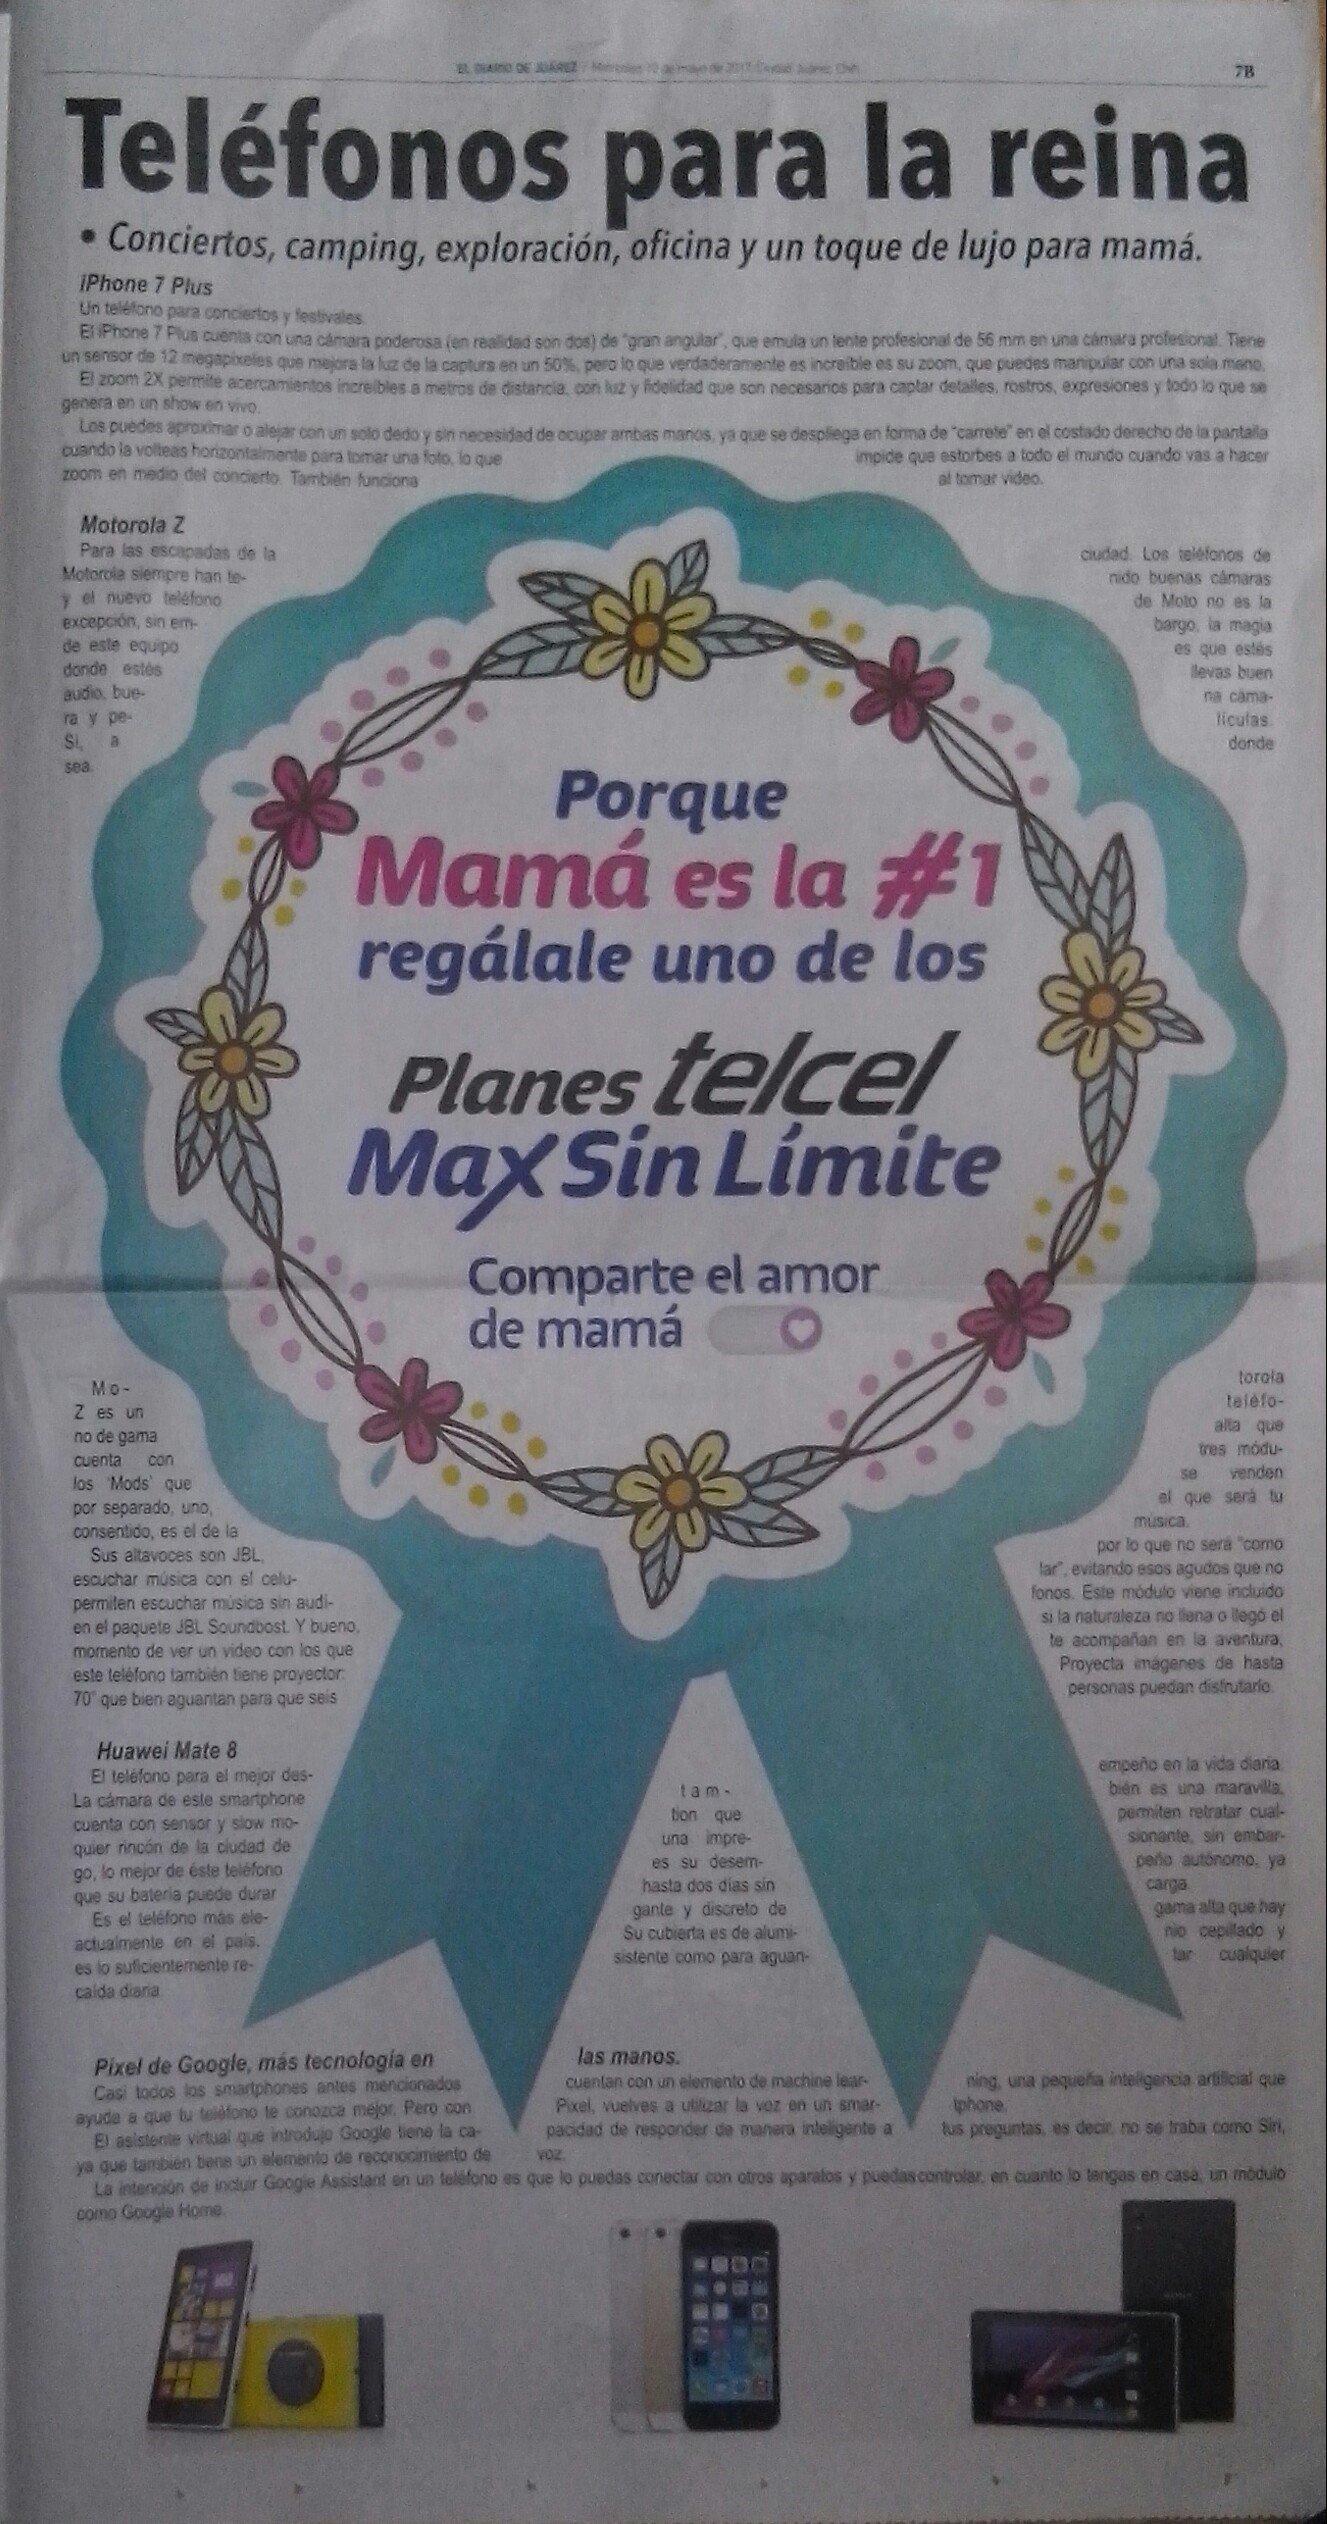 EL DIARIO DE JUÁREZ / Miércoles 10 de mayo de 2017 / Ciudad Juárez, Chih.
7B
Teléfonos para la reina
• Conciertos, camping, exploración, oficina y un toque de lujo para mamá.
iPhone 7 Plus
Un teléfono para conciertos y festivales.
El iPhone 7 Plus cuenta con una cámara poderosa (en realidad son dos) de "gran angular", que emula un lente profesional de 56 mm en una cámara profesional. Tiene
un sensor de 12 megapíxeles que mejora la luz de la captura en un 50%, pero lo que verdaderamente es increíble es su zoom, que puedes manipular con una sola mano.
El zoom 2X permite acercamientos increíbles a metros de distancia, con luz y fidelidad que son necesarios para captar detalles, rostros, expresiones y todo lo que se
genera en un show en vivo.
Los puedes aproximar o alejar con un solo dedo y sin necesidad de ocupar ambas manos, ya que se despliega en forma de "carrete" en el costado derecho de la pantalla
cuando la volteas horizontalmente para tomar una foto, lo que impide que estorbes a todo el mundo cuando vas a hacer
zoom en medio del concierto. También funciona al tomar video.
Motorola Z
Para las escapadas de la ciudad. Los teléfonos de
Motorola siempre han te- nido buenas cámaras
y el nuevo teléfono de Moto no es la
excepción, sin em- bargo, la magia
de este equipo es que estés
donde estés llevas buen
audio, bue- na cáma-
ra y pe- lículas.
Si, a donde
sea.
Porque
Mamá es la #1
regálale uno de los
Planes telcel
Max Sin Límite
Comparte el amor
de mamá
Mo- torola
Z es un teléfo-
no de gama alta que
cuenta con tres módu-
los 'Mods' que se venden
por separado, uno, el que será tu
consentido, es el de la música.
Sus altavoces son JBL, por lo que no será "como
escuchar música con el celu- lar", evitando esos agudos que no
permiten escuchar música sin audí- fonos. Este módulo viene incluido
en el paquete JBL Soundbost. Y bueno, si la naturaleza no llena o llegó el
momento de ver un video con los que te acompañan en la aventura,
este teléfono también tiene proyector: Proyecta imágenes de hasta
70" que bien aguantan para que seis personas puedan disfrutarlo.
Huawei Mate 8
El teléfono para el mejor des- empeño en la vida diaria.
La cámara de este smartphone tam- bién es una maravilla,
cuenta con sensor y slow mo- tion que permiten retratar cual-
quier rincón de la ciudad de una impre- sionante, sin embar-
go, lo mejor de éste teléfono es su desem- peño autónomo, ya
que su batería puede durar hasta dos días sin carga.
Es el teléfono más ele- gante y discreto de gama alta que hay
actualmente en el país. Su cubierta es de alumi- nio cepillado y
es lo suficientemente re- sistente como para aguan- tar cualquier
caída diaria.
Píxel de Google, más tecnología en las manos.
Casi todos los smartphones antes mencionados cuentan con un elemento de machine lear- ning, una pequeña inteligencia artificial que
ayuda a que tu teléfono te conozca mejor. Pero con Pixel, vuelves a utilizar la voz en un smar- tphone.
El asistente virtual que introdujo Google tiene la ca- pacidad de responder de manera inteligente a tus preguntas, es decir, no se traba como Siri,
ya que también tiene un elemento de reconocimiento de voz.
La intención de incluir Google Assistant en un teléfono es que lo puedas conectar con otros aparatos y puedas controlar, en cuanto lo tengas en casa, un módulo
como Google Home.